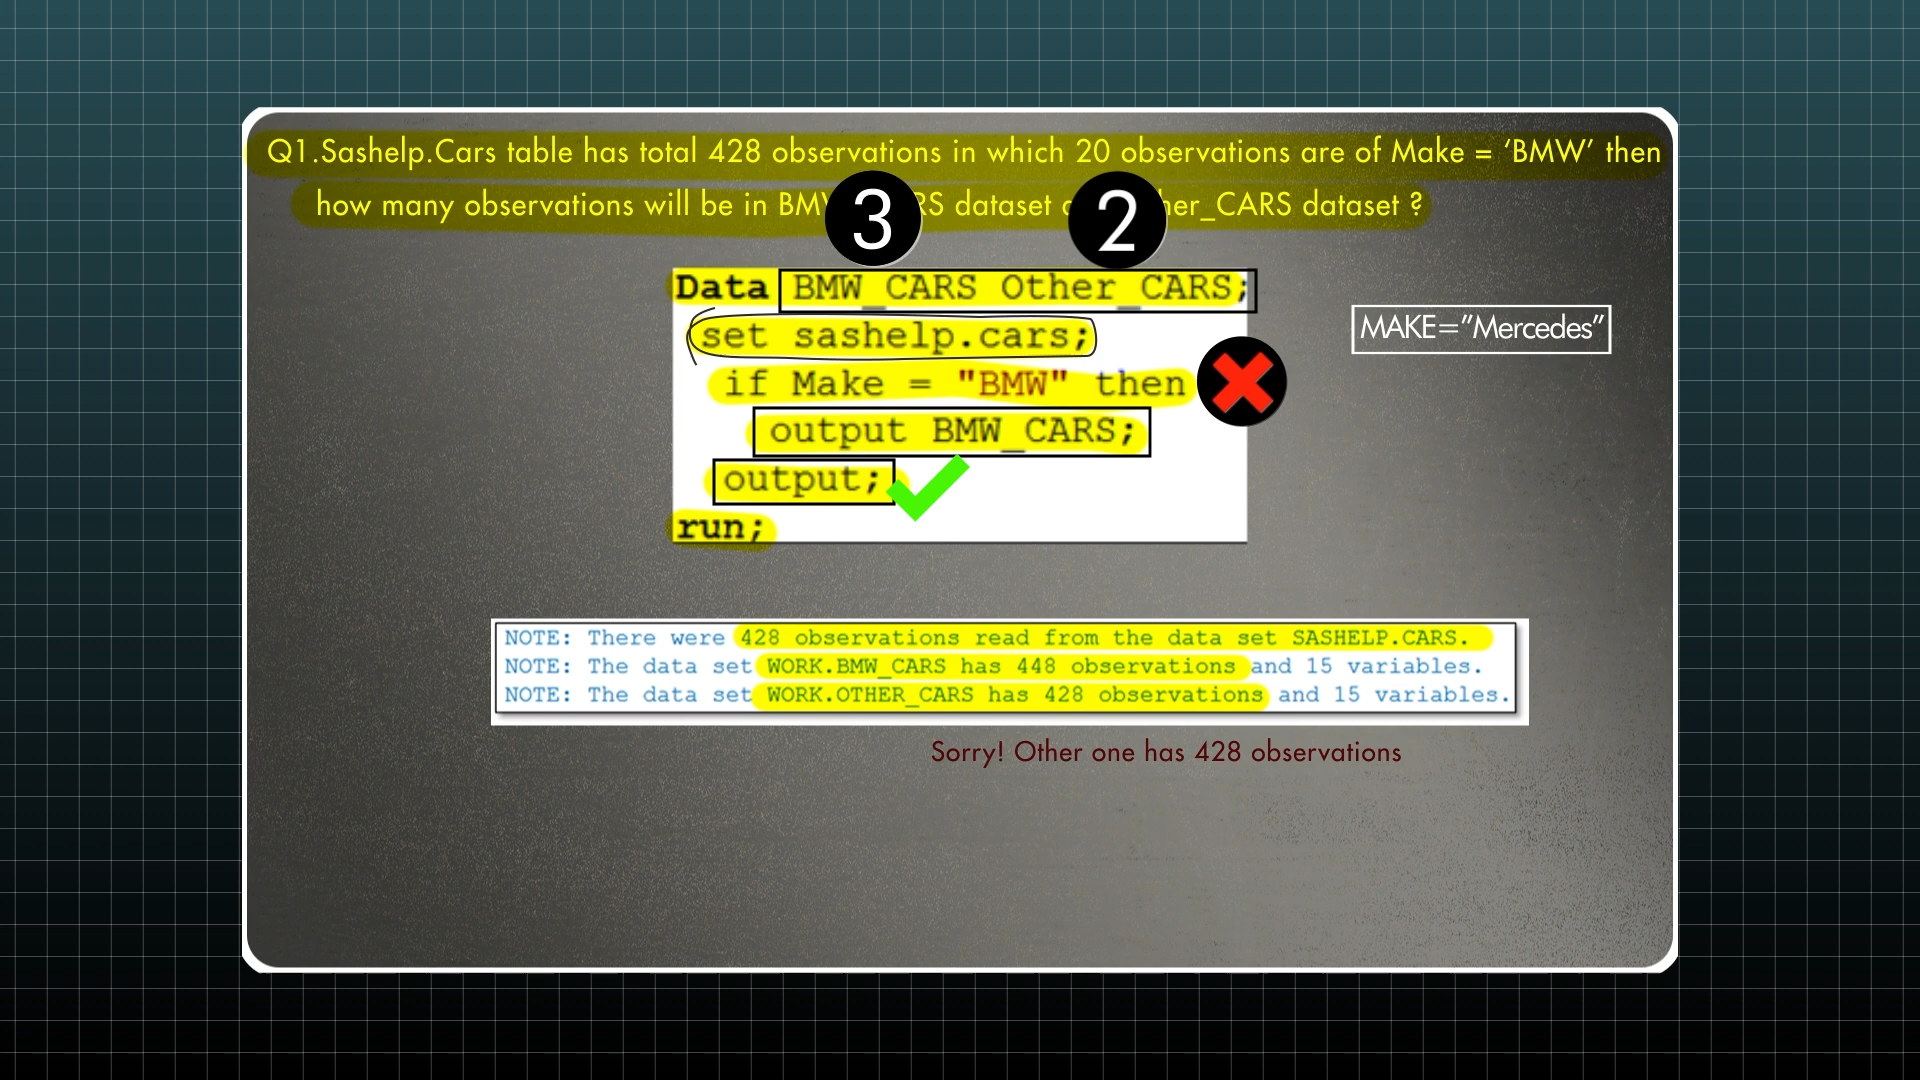 Q1.Sashelp.Cars table has total 428 observations in which 20 observations are of Make = ‘BMW’ then
how many observations will be in dataset dataset ?
3
2
Data BMW_CARS Other_CARS;
set sashelp.cars;
MAKE=”Mercedes”
if Make = "BMW" then
output BMW_CARS;
output;
run;
NOTE: There were 428 observations read from the data set SASHELP.CARS.
NOTE: The data set WORK.BMW_CARS has 448 observations and 15 variables.
NOTE: The data set WORK.OTHER_CARS has 428 observations and 15 variables.
Sorry! Other one has 428 observations